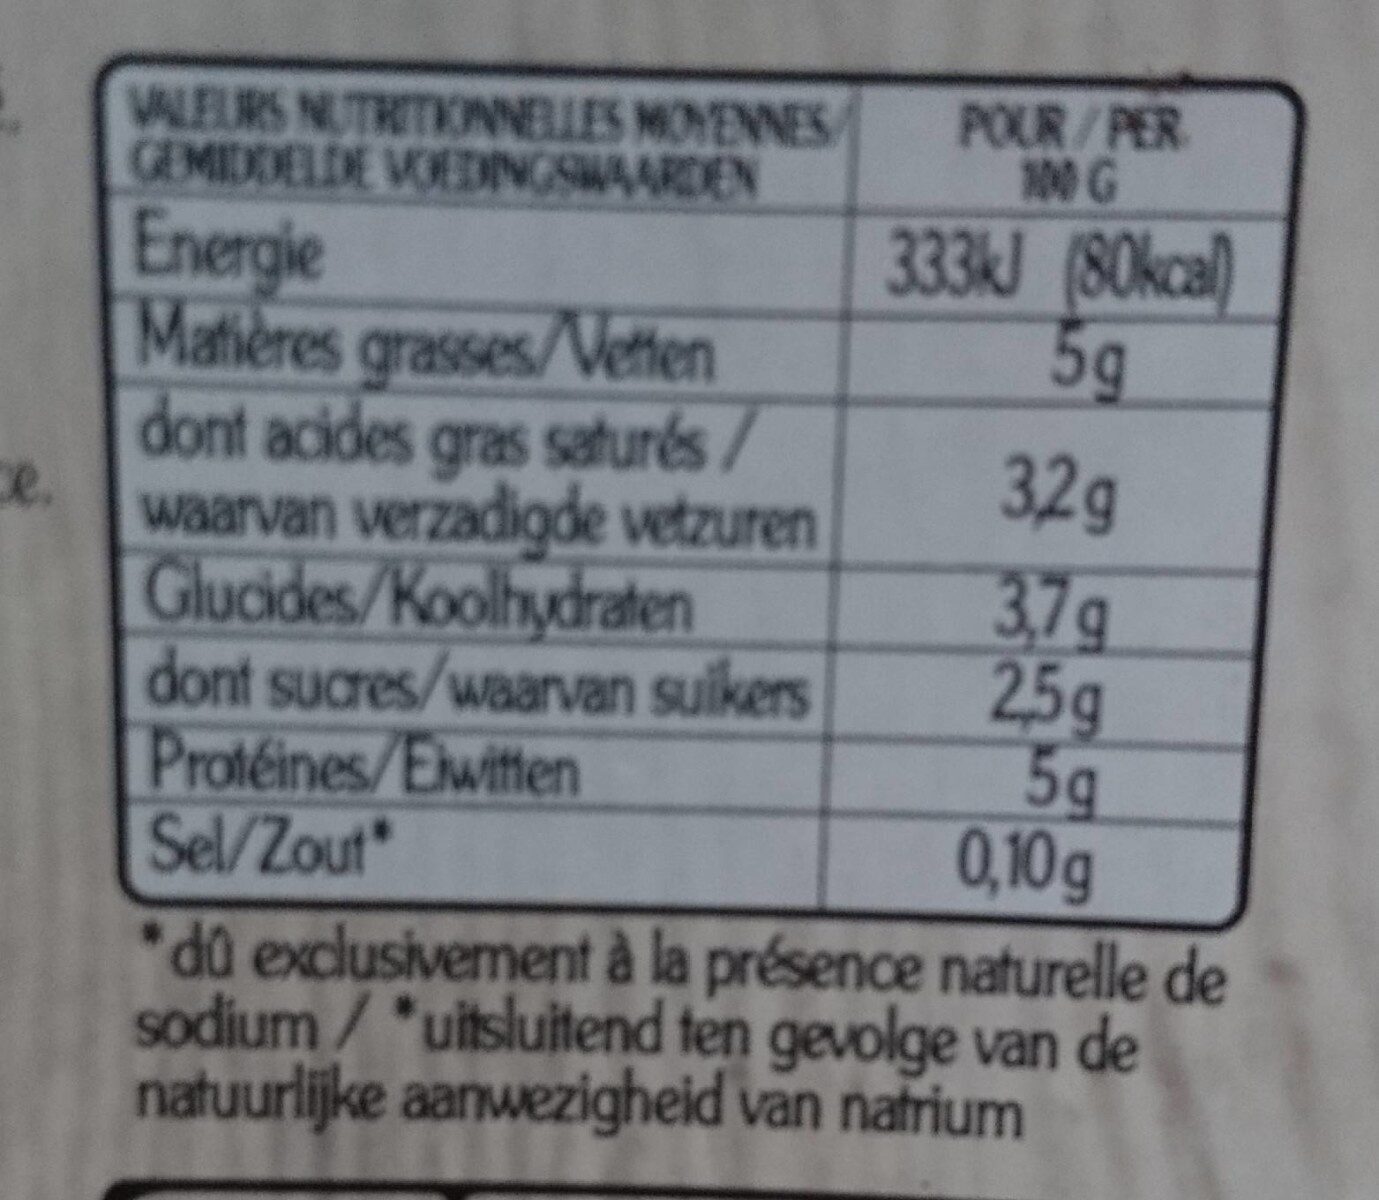 VALEURS NUTRITIONNELLES MOYENNES/ POUR / PER
GEMIDDELDE VOEDINGSWAARDEN 100 G
Energie 333kJ (80kcal)
Matières grasses/Vetten 5g
dont acides gras saturés /
waarvan verzadigde vetzuren 3,2g
Glucides/Koolhydraten 3,7g
dont sucres/waarvan suikers 2,5g
Protéines/Eiwitten 5g
Sel/Zout* 0,10g
*dû exclusivement à la présence naturelle de
sodium / *uitsluitend ten gevolge van de
natuurlijke aanwezigheid van natrium